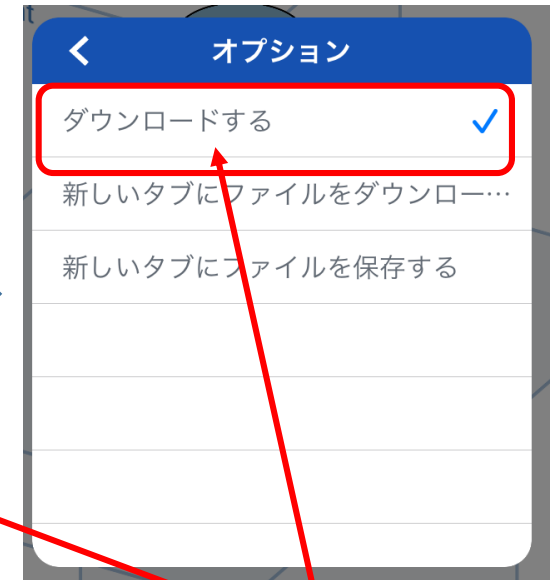 オプション
ダウンロードする
新しいタブにファイルをダウンロー…
新しいタブにファイルを保存する